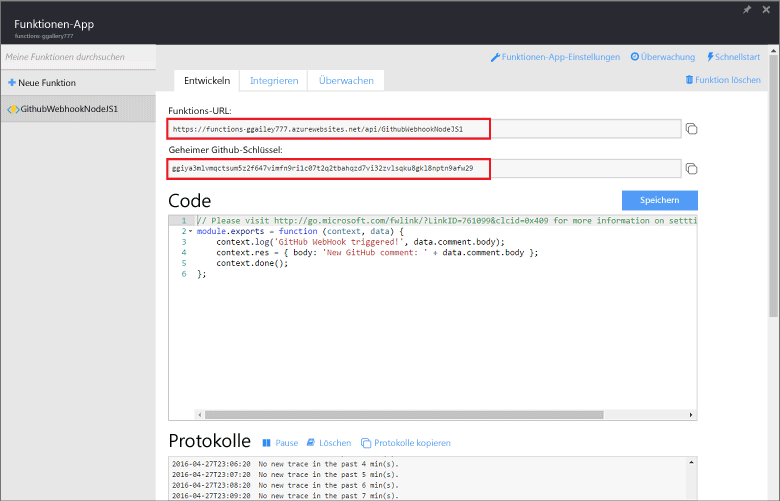 Funktionen-App
functions-ggallery777
Meine Funktionen durchsuchen
Funktionen-App-Einstellungen Überwachung Schnellstart
Neue Funktion
Entwickeln Integrieren Überwachen
Funktion löschen
GithubWebhookNodeJS1
Funktions-URL:
https://functions-ggailey777.azurewebsites.net/api/GithubWebhookNodeJS1
Geheimer Github-Schlüssel:
ggiya3mlvmqctsum5z2f647vimfn9ri1c07t2q2tbahqzd7vi32zvlsqku8gkl8nptn9afw29
Code
Speichern
1 // Please visit http://go.microsoft.com/fwlink/?LinkID=761099&clcid=0x409 for more information on settti
2 module.exports = function (context, data) {
3 context.log('GitHub WebHook triggered!', data.comment.body);
4 context.res = { body: 'New GitHub comment: ' + data.comment.body };
5 context.done();
6 };
Protokolle Pause Löschen Protokolle kopieren
2016-04-27T23:06:20 No new trace in the past 4 min(s).
2016-04-27T23:07:20 No new trace in the past 5 min(s).
2016-04-27T23:08:20 No new trace in the past 6 min(s).
2016-04-27T23:09:20 No new trace in the past 7 min(s).